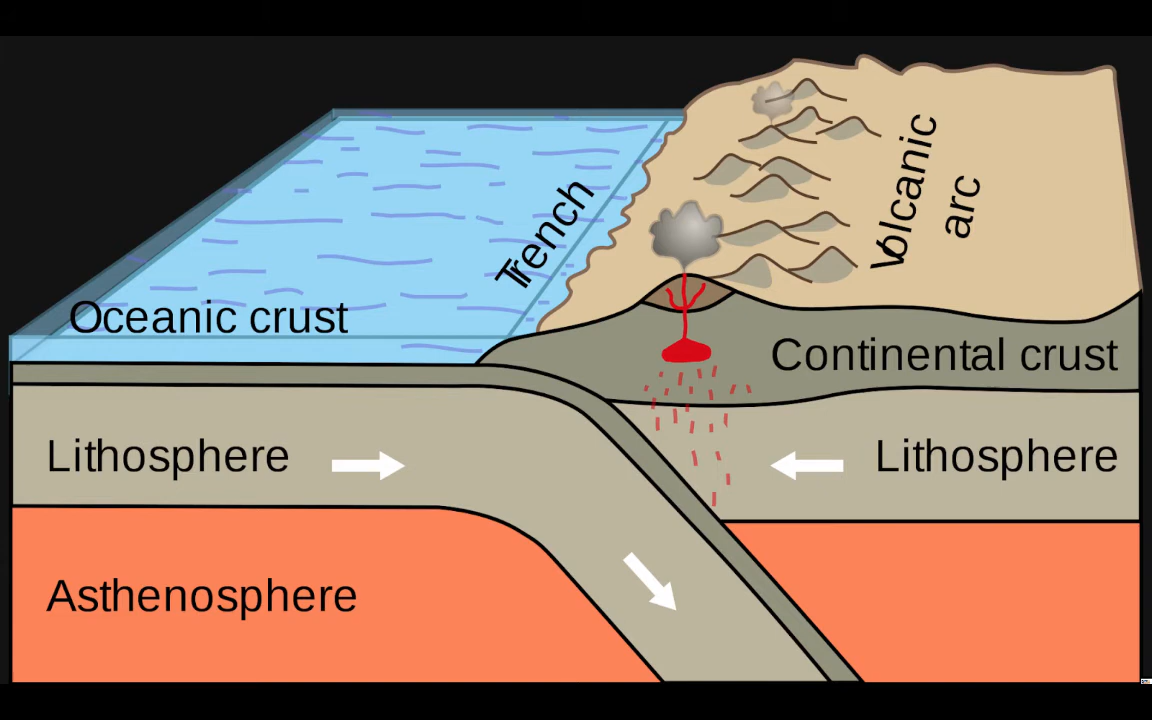 Volcanic
arc
Trench
Oceanic crust
Continental crust
Lithosphere
Lithosphere
Asthenosphere